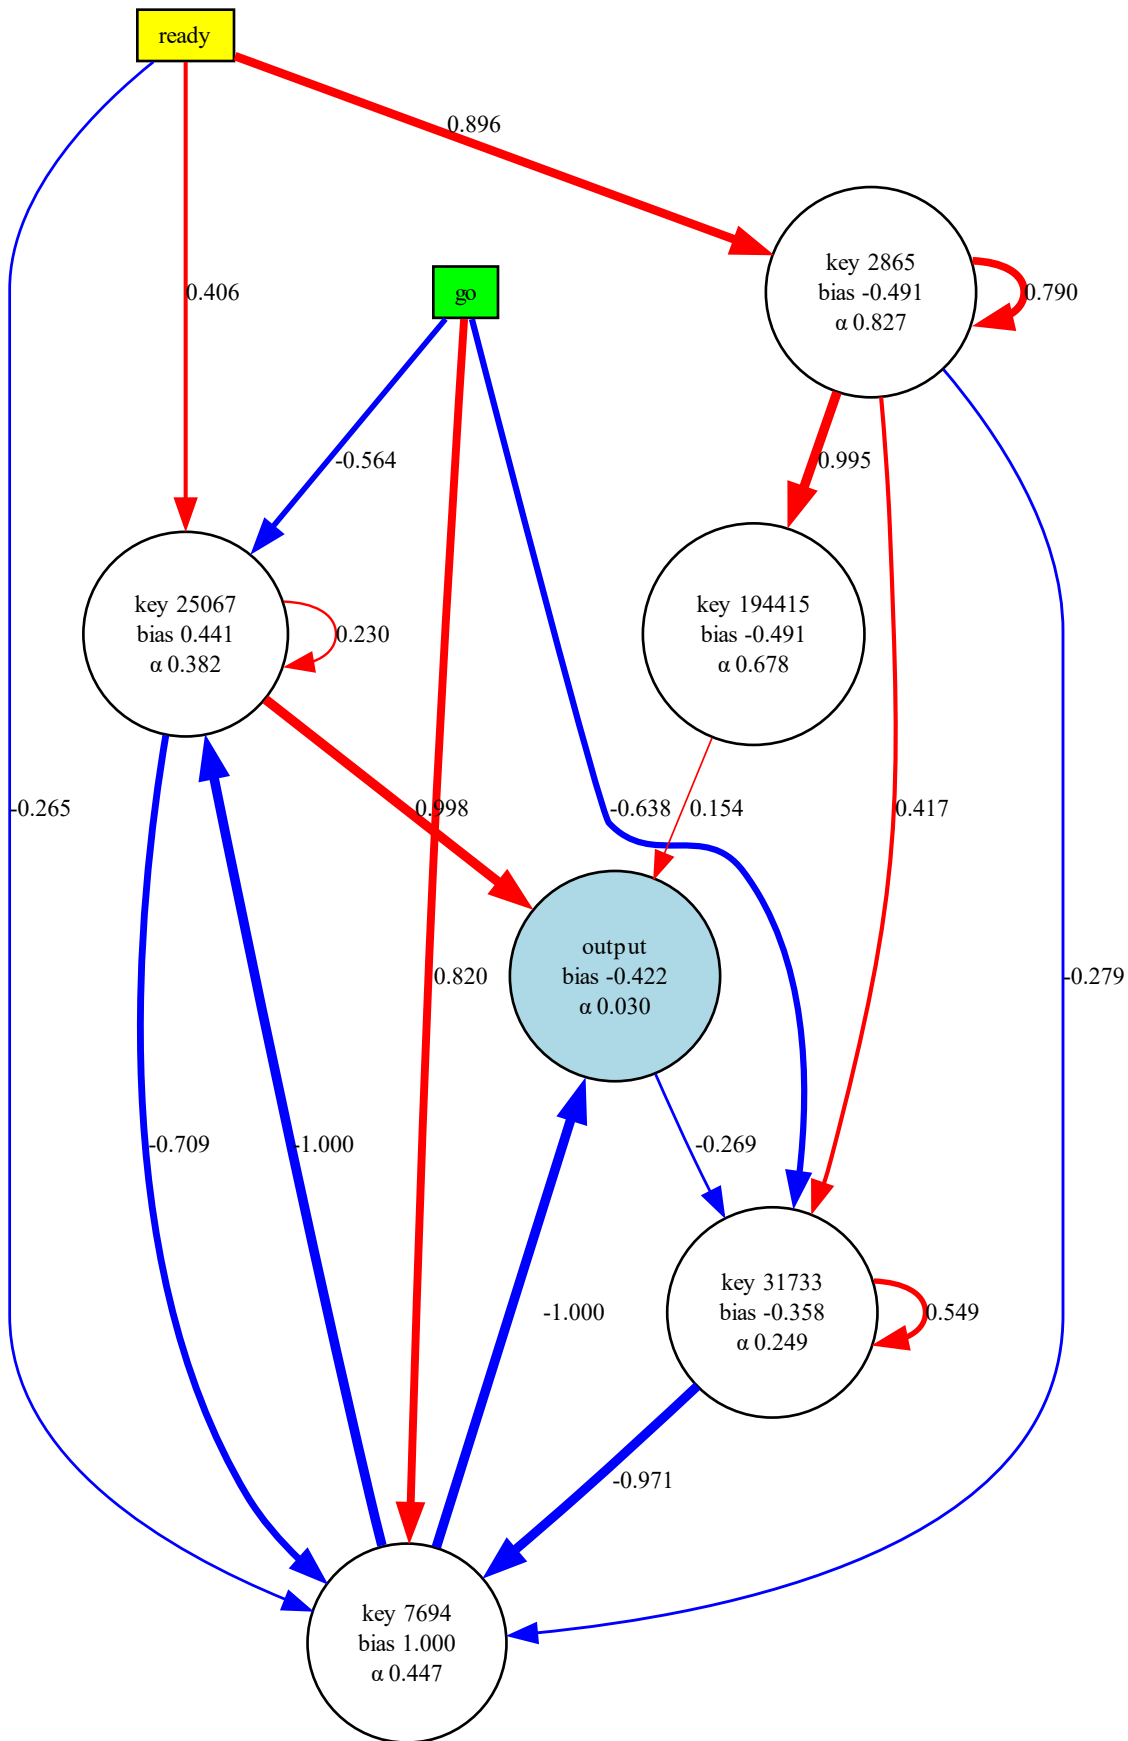 ready
0.896
go
key 2865
bias -0.491
α 0.827
0.790
0.406
-0.564
0.995
key 25067
bias 0.441
α 0.382
0.230
key 194415
bias -0.491
α 0.678
-0.265
0.998
-0.638
0.154
0.417
output
bias -0.422
α 0.030
0.820
-0.279
-0.709
-1.000
-0.269
-1.000
key 31733
bias -0.358
α 0.249
0.549
-0.971
key 7694
bias 1.000
α 0.447